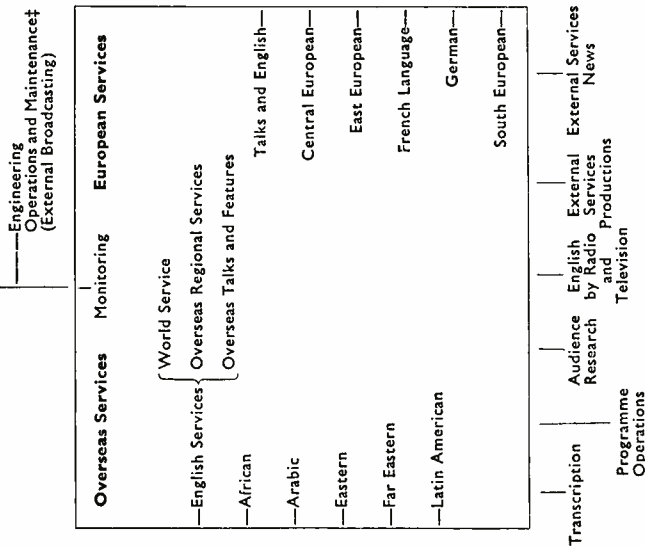 Engineering
Operations and Maintenance‡
(External Broadcasting)
Overseas Services
Monitoring
European Services
English Services
World Service
Overseas Regional Services
Overseas Talks and Features
African
Arabic
Eastern
Far Eastern
Latin American
Talks and English
Central European
East European
French Language
German
South European
Transcription
Programme
Operations
Audience
Research
English
by Radio
and
Television
External
Services
Productions
External Services
News